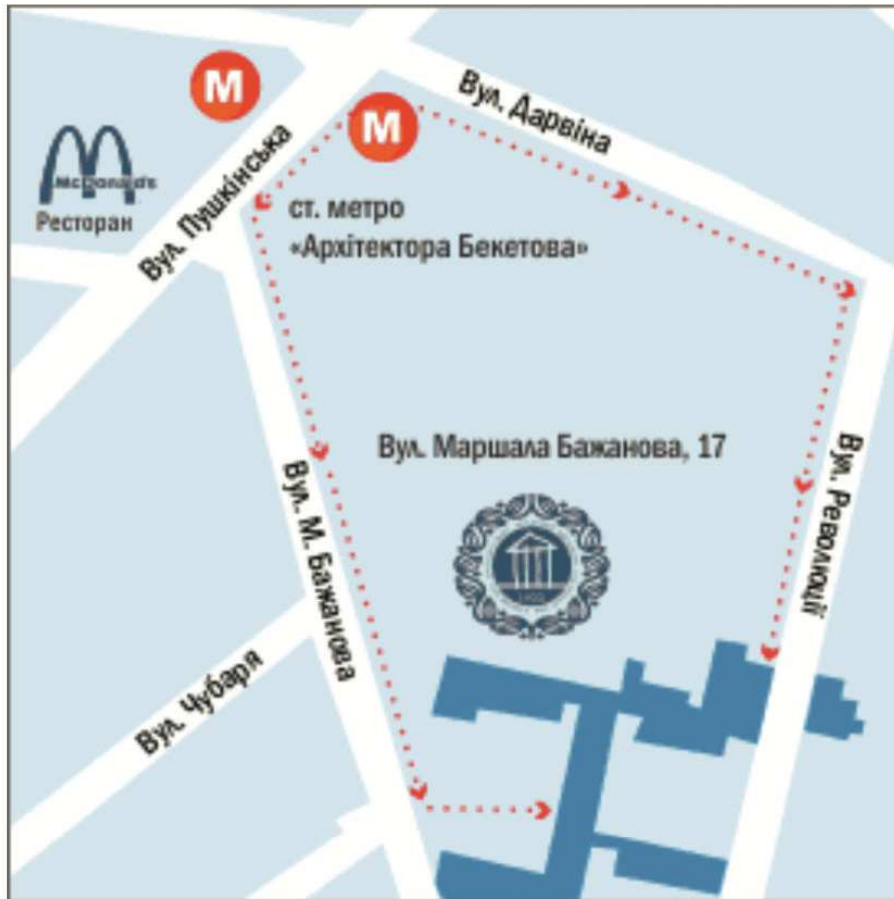 М
М
Вул. Дарвіна
McDonald's
Ресторан
Вул. Пушкінська
ст. метро
«Архітектора Бекетова»
Вул. Маршала Бажанова, 17
Вул. М. Бажанова
Вул. Революції
Вул. Чубаря